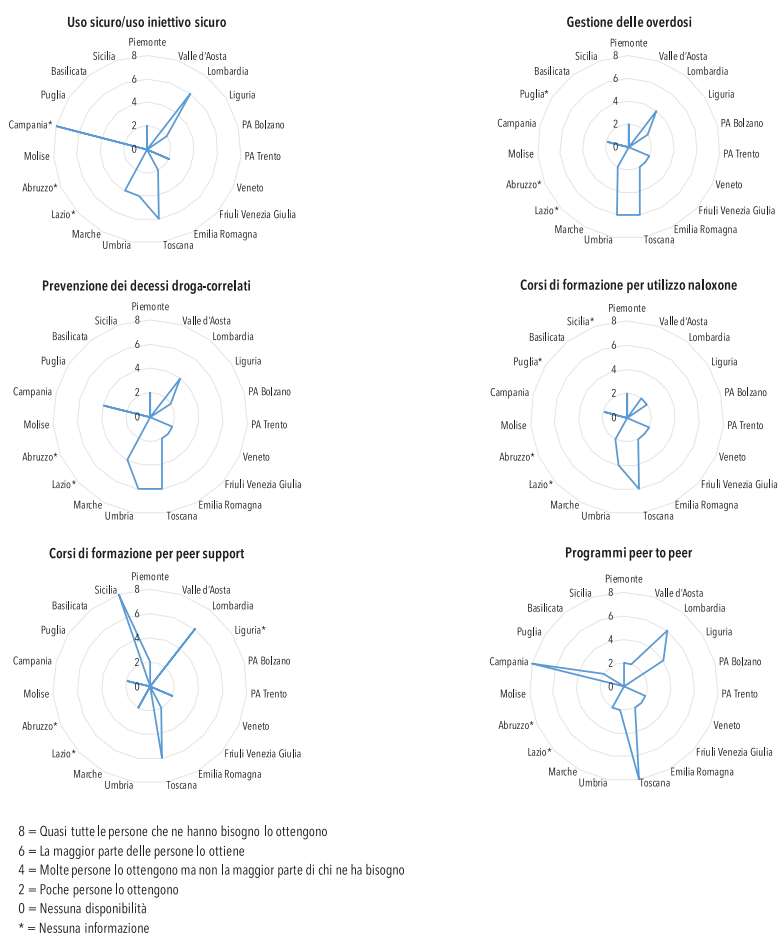 Uso sicuro/uso iniettivo sicuro
Piemonte
Valle d'Aosta
Lombardia
Liguria
PA Bolzano
PA Trento
Veneto
Friuli Venezia Giulia
Emilia Romagna
Toscana
Umbria
Marche
Lazio*
Abruzzo*
Molise
Campania*
Puglia
Basilicata
Sicilia
8
6
4
2
0
Gestione delle overdosi
Piemonte
Valle d'Aosta
Lombardia
Liguria
PA Bolzano
PA Trento
Veneto
Friuli Venezia Giulia
Emilia Romagna
Toscana
Umbria
Marche
Lazio*
Abruzzo*
Molise
Campania
Puglia*
Basilicata
Sicilia
8
6
4
2
0
Prevenzione dei decessi droga-correlati
Piemonte
Valle d'Aosta
Lombardia
Liguria
PA Bolzano
PA Trento
Veneto
Friuli Venezia Giulia
Emilia Romagna
Toscana
Umbria
Marche
Lazio*
Abruzzo*
Molise
Campania
Puglia
Basilicata
Sicilia
8
6
4
2
0
Corsi di formazione per utilizzo naloxone
Piemonte
Valle d'Aosta
Lombardia
Liguria
PA Bolzano
PA Trento
Veneto
Friuli Venezia Giulia
Emilia Romagna
Toscana
Umbria
Marche
Lazio*
Abruzzo*
Molise
Campania
Puglia*
Basilicata
Sicilia*
8
6
4
2
0
Corsi di formazione per peer support
Piemonte
Valle d'Aosta
Lombardia
Liguria*
PA Bolzano
PA Trento
Veneto
Friuli Venezia Giulia
Emilia Romagna
Toscana
Umbria
Marche
Lazio*
Abruzzo*
Molise
Campania
Puglia
Basilicata
Sicilia
8
6
4
2
0
Programmi peer to peer
Piemonte
Valle d'Aosta
Lombardia
Liguria
PA Bolzano
PA Trento
Veneto
Friuli Venezia Giulia
Emilia Romagna
Toscana
Umbria
Marche
Lazio*
Abruzzo*
Molise
Campania
Puglia
Basilicata
Sicilia
8
6
4
2
0
8 = Quasi tutte le persone che ne hanno bisogno lo ottengono
6 = La maggior parte delle persone lo ottiene
4 = Molte persone lo ottengono ma non la maggior parte di chi ne ha bisogno
2 = Poche persone lo ottengono
0 = Nessuna disponibilità
* = Nessuna informazione